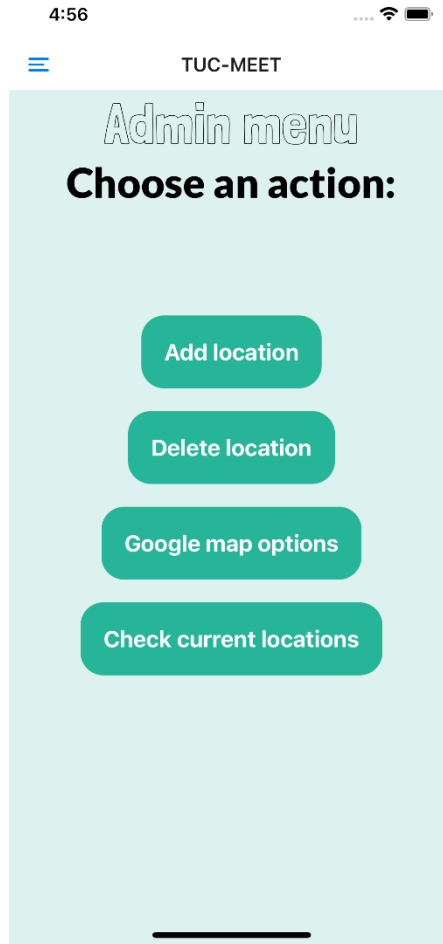 4:56
TUC-MEET
Admin menu
Choose an action:
Add location
Delete location
Google map options
Check current locations